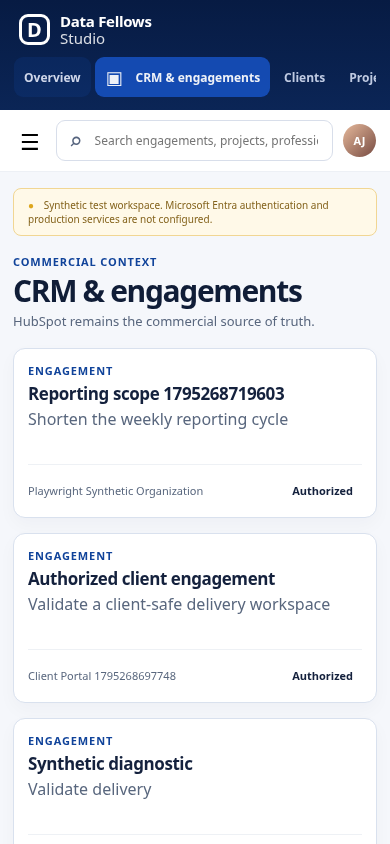 D
Data Fellows
Studio
Overview
CRM & engagements
Clients
Proje
Search engagements, projects, professi
AJ
Synthetic test workspace. Microsoft Entra authentication and
production services are not configured.
COMMERCIAL CONTEXT
CRM & engagements
HubSpot remains the commercial source of truth.
ENGAGEMENT
Reporting scope 1795268719603
Shorten the weekly reporting cycle
Playwright Synthetic Organization
Authorized
ENGAGEMENT
Authorized client engagement
Validate a client-safe delivery workspace
Client Portal 1795268697748
Authorized
ENGAGEMENT
Synthetic diagnostic
Validate delivery